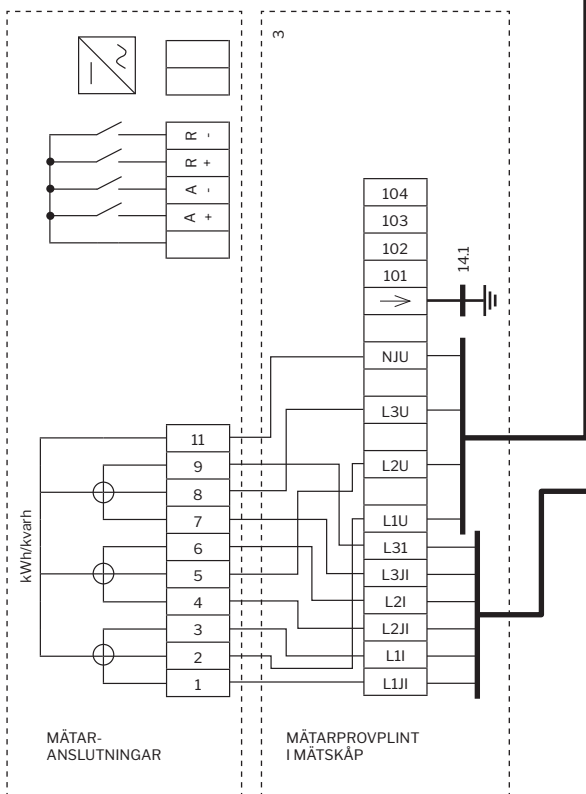 3
R -
R +
A -
A +
104
103
102
101
14.1
NJU
L3U
L2U
L1U
L31
L3JI
L2I
L2JI
L1I
L1JI
11
9
8
7
6
5
4
3
2
1
kWh/kvarh
MÄTAR-
ANSLUTNINGAR
MÄTARPROVPLINT
I MÄTSKÅP